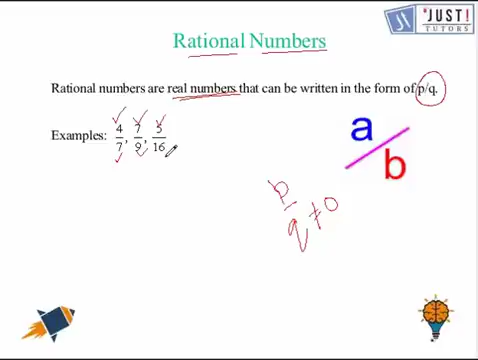 "JUST!
TUTORS
Rational Numbers
Rational numbers are real numbers that can be written in the form of p/q.
Examples: 4/7, 7/9, 5/16
a/b
p/q ≠ 0